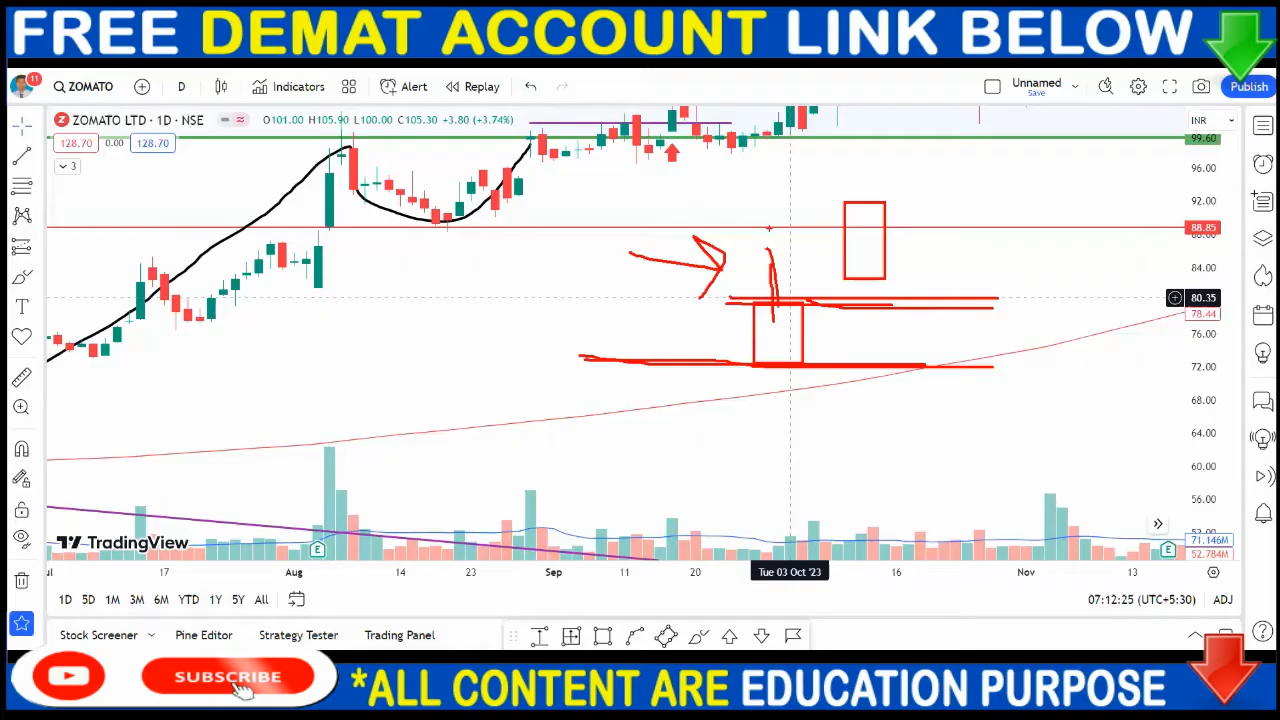 FREE DEMAT ACCOUNT LINK BELOW
11
ZOMATO
D
Indicators
Alert
Replay
Unnamed
Save
Publish
ZOMATO LTD · 1D · NSE
O101.00 H105.90 L100.00 C105.30 +3.80 (+3.74%)
INR
128.70 0.00 128.70
3
99.60
96.00
92.00
88.85
84.00
80.35
78.44
76.00
72.00
68.00
64.00
60.00
56.00
TradingView
E
E
71.146M
52.784M
Aug
14
23
Sep
11
20
Tue 03 Oct '23
16
Nov
13
1D 5D 1M 3M 6M YTD 1Y 5Y All
07:12:25 (UTC+5:30)
ADJ
Stock Screener
Pine Editor
Strategy Tester
Trading Panel
SUBSCRIBE
*ALL CONTENT ARE EDUCATION PURPOSE